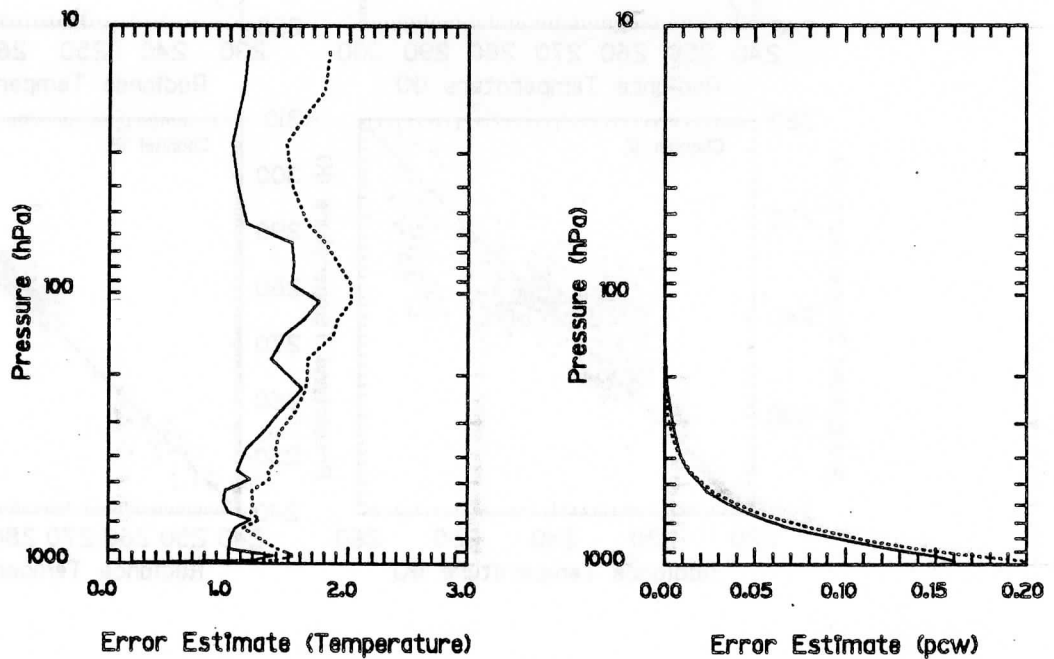 10
100
1000
Pressure (hPa)
0.0 1.0 2.0 3.0
Error Estimate (Temperature)
10
100
1000
Pressure (hPa)
0.00 0.05 0.10 0.15 0.20
Error Estimate (pcw)